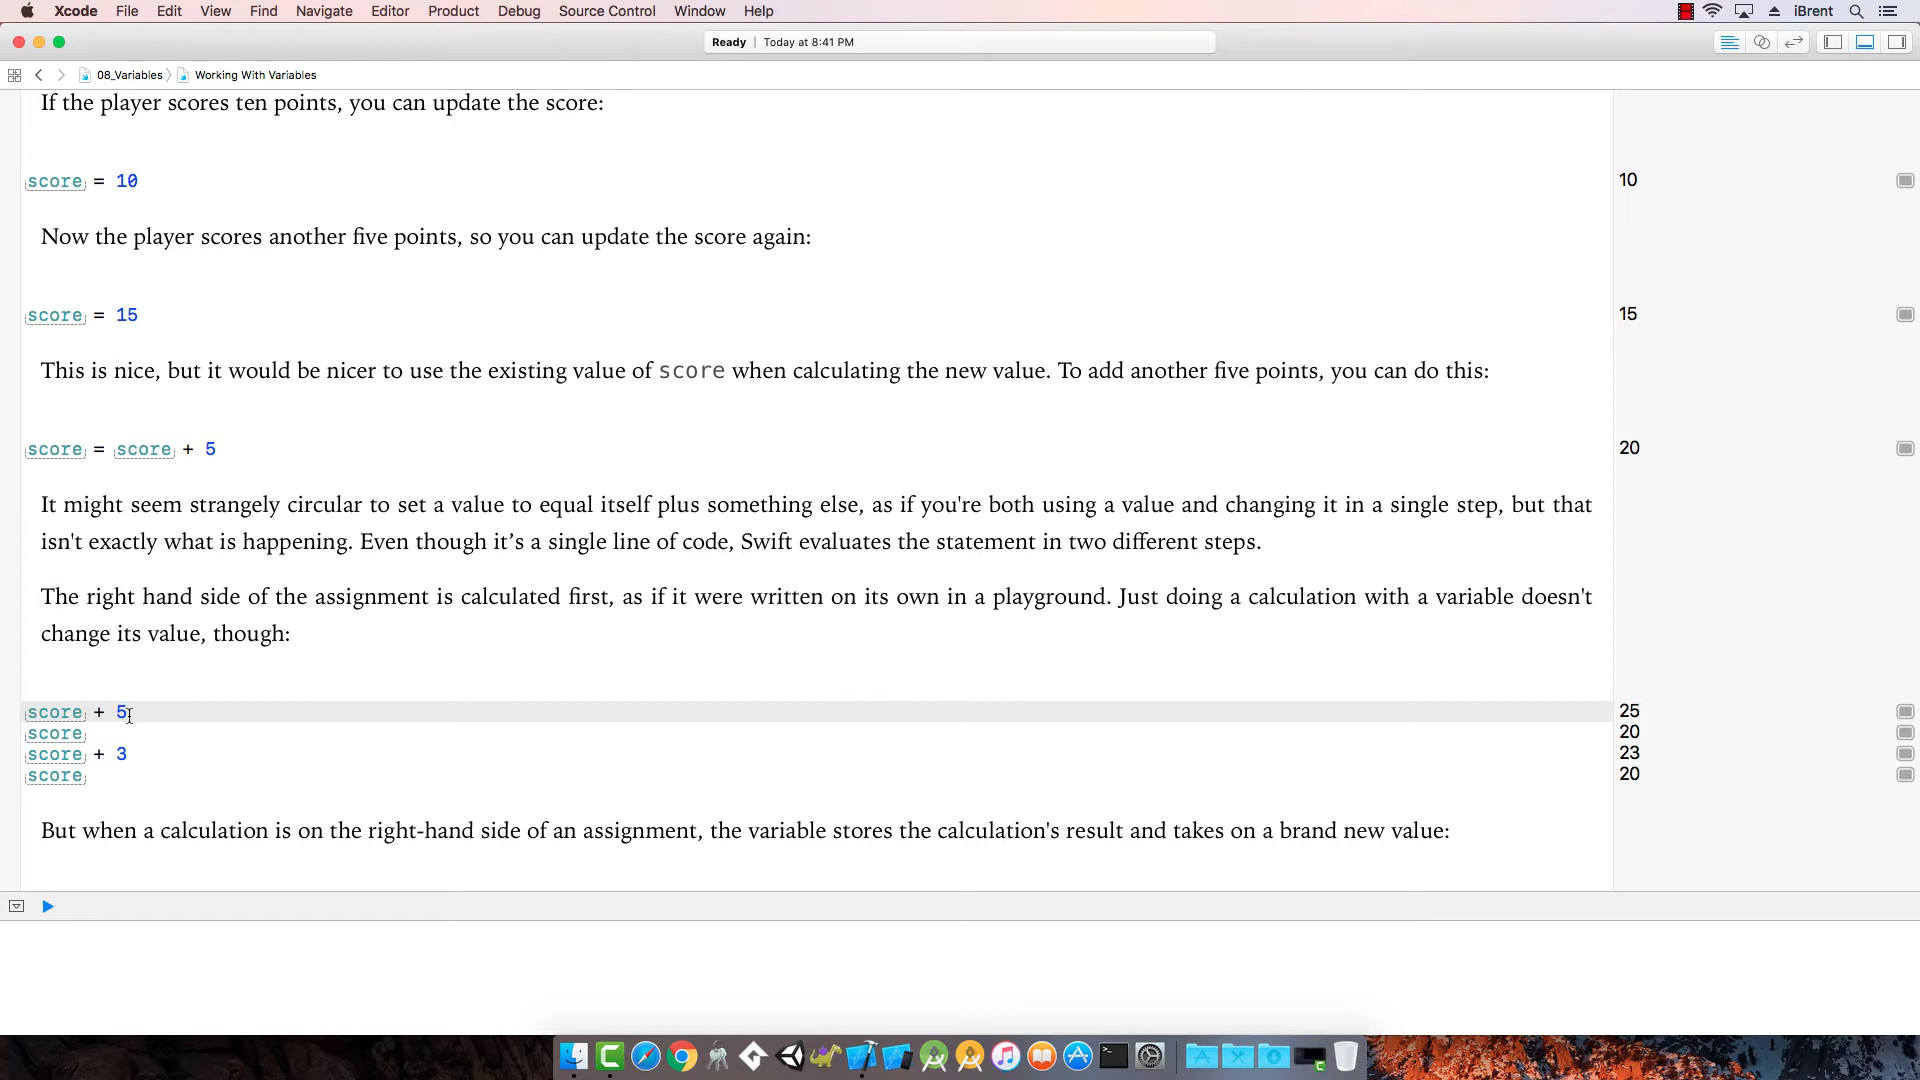 Xcode File Edit View Find Navigate Editor Product Debug Source Control Window Help iBrent
Ready | Today at 8:41 PM
08_Variables Working With Variables
If the player scores ten points, you can update the score:
score = 10 10
Now the player scores another five points, so you can update the score again:
score = 15 15
This is nice, but it would be nicer to use the existing value of score when calculating the new value. To add another five points, you can do this:
score = score + 5 20
It might seem strangely circular to set a value to equal itself plus something else, as if you're both using a value and changing it in a single step, but that
isn't exactly what is happening. Even though it’s a single line of code, Swift evaluates the statement in two different steps.
The right hand side of the assignment is calculated first, as if it were written on its own in a playground. Just doing a calculation with a variable doesn't
change its value, though:
score + 5 25
score 20
score + 3 23
score 20
But when a calculation is on the right-hand side of an assignment, the variable stores the calculation's result and takes on a brand new value: